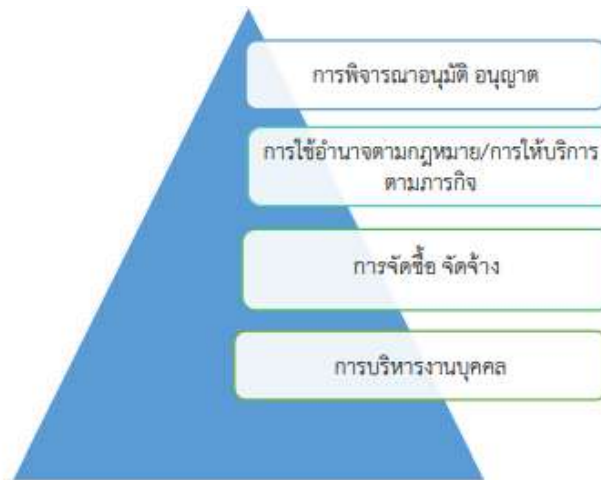 การพิจารณาอนุมัติ อนุญาต
การใช้อำนาจตามกฎหมาย/การให้บริการ
ตามภารกิจ
การจัดซื้อ จัดจ้าง
การบริหารงานบุคคล